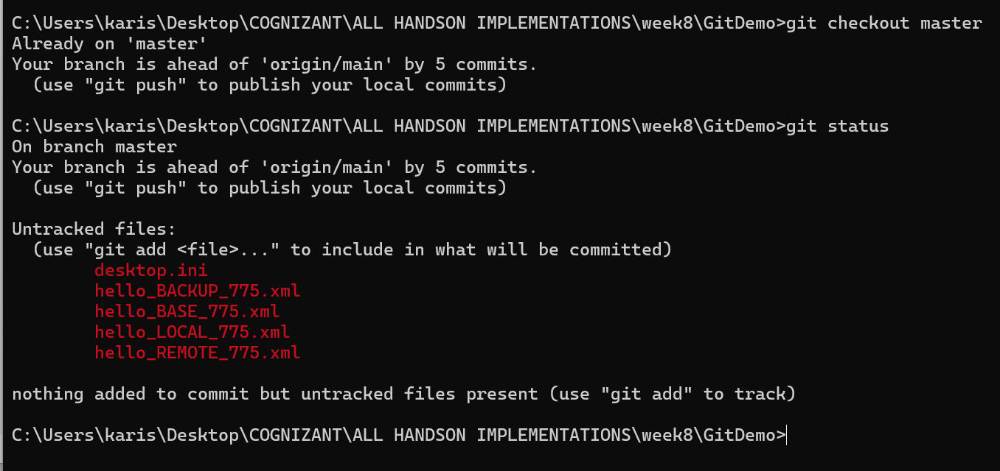 C:\Users\karis\Desktop\COGNIZANT\ALL HANDSON IMPLEMENTATIONS\week8\GitDemo>git checkout master
Already on 'master'
Your branch is ahead of 'origin/main' by 5 commits.
  (use "git push" to publish your local commits)

C:\Users\karis\Desktop\COGNIZANT\ALL HANDSON IMPLEMENTATIONS\week8\GitDemo>git status
On branch master
Your branch is ahead of 'origin/main' by 5 commits.
  (use "git push" to publish your local commits)

Untracked files:
  (use "git add <file>..." to include in what will be committed)
        desktop.ini
        hello_BACKUP_775.xml
        hello_BASE_775.xml
        hello_LOCAL_775.xml
        hello_REMOTE_775.xml

nothing added to commit but untracked files present (use "git add" to track)

C:\Users\karis\Desktop\COGNIZANT\ALL HANDSON IMPLEMENTATIONS\week8\GitDemo>